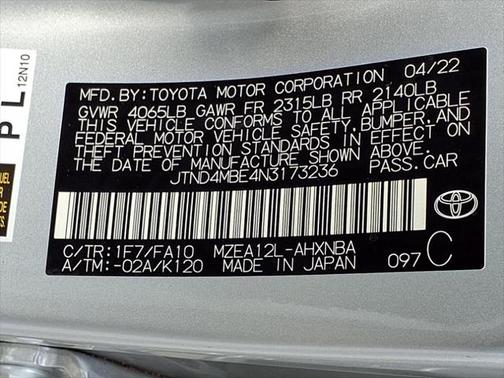 MFD.BY:TOYOTA MOTOR CORPORATION 04/22
GVWR 4065LB GAWR FR 2315LB RR 2140LB
THIS VEHICLE CONFORMS TO ALL APPLICABLE
FEDERAL MOTOR VEHICLE SAFETY,BUMPER,AND
THEFT PREVENTION STANDARDS IN EFFECT ON
THE DATE OF MANUFACTURE SHOWN ABOVE.
JTND4MBE4N3173236 PASS.CAR
C/TR:1F7/FA10 MZEA12L-AHXNBA
A/TM:-02A/K120 MADE IN JAPAN 097 C
P L
12N10
UEL